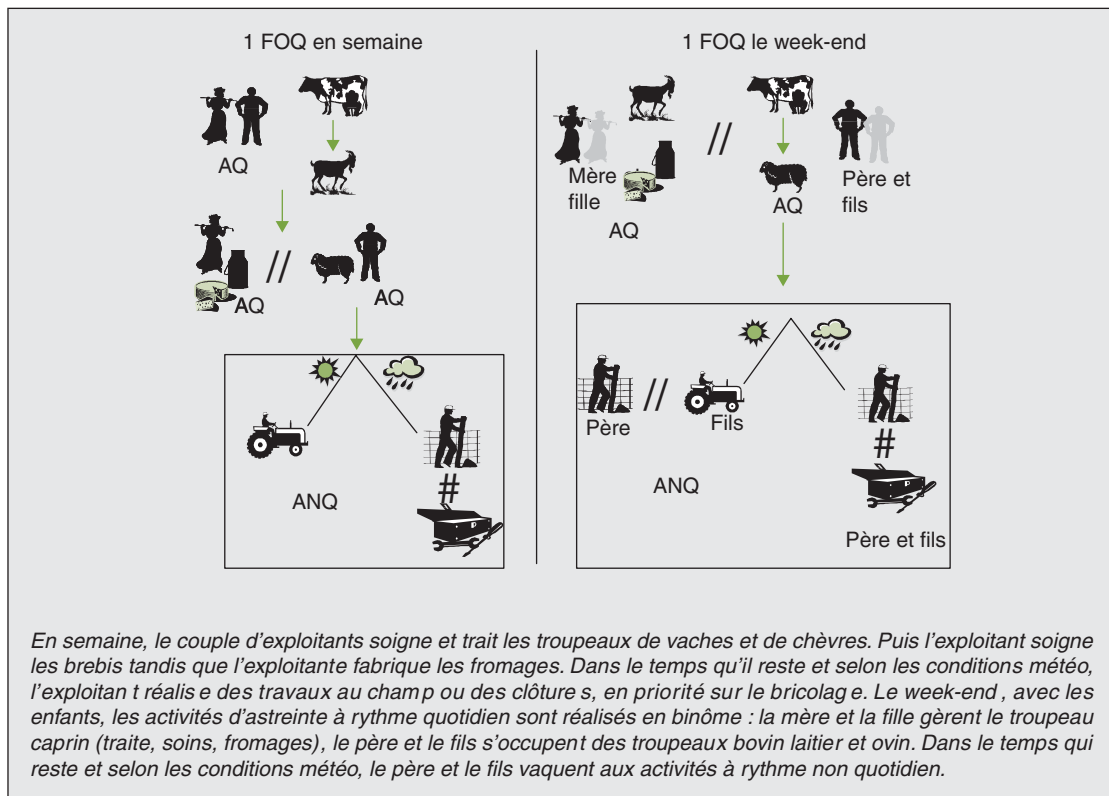 1 FOQ en semaine
AQ
//
AQ
AQ
ANQ
#
1 FOQ le week-end
//
Mère
fille
AQ
Père et
fils
AQ
//
Père
Fils
#
ANQ
Père et fils
En semaine, le couple d’exploitants soigne et trait les troupeaux de vaches et de chèvres. Puis l’exploitant soigne
les brebis tandis que l’exploitante fabrique les fromages. Dans le temps qu’il reste et selon les conditions météo,
l’exploitan t réalis e des travaux au cham p ou des clôture s, en priorité sur le bricolag e. Le week-end , avec les
enfants, les activités d’astreinte à rythme quotidien sont réalisés en binôme : la mère et la fille gèrent le troupeau
caprin (traite, soins, fromages), le père et le fils s’occupent des troupeaux bovin laitier et ovin. Dans le temps qui
reste et selon les conditions météo, le père et le fils vaquent aux activités à rythme non quotidien.